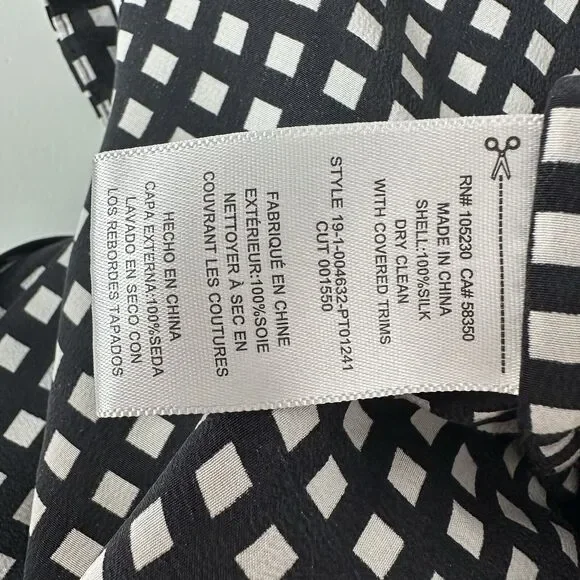 RN# 105230 CA# 58350
MADE IN CHINA
SHELL:100%SILK
DRY CLEAN
WITH COVERED TRIMS
STYLE 19-1-004632-PT01241
CUT 001550
FABRIQUÉ EN CHINE
EXTÉRIEUR:100%SOIE
NETTOYER À SEC EN
COUVRANT LES COUTURES
HECHO EN CHINA
CAPA EXTERNA:100%SEDA
LAVADO EN SECO CON
LOS REBORDES TAPADOS